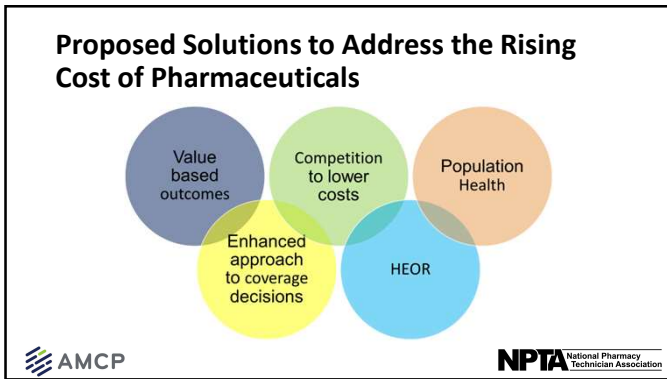 Proposed Solutions to Address the Rising
Cost of Pharmaceuticals
Value
based
outcomes
Competition
to lower
costs
Population
Health
Enhanced
approach
to coverage
decisions
HEOR
AMCP
NPTA
National Pharmacy
Technician Association